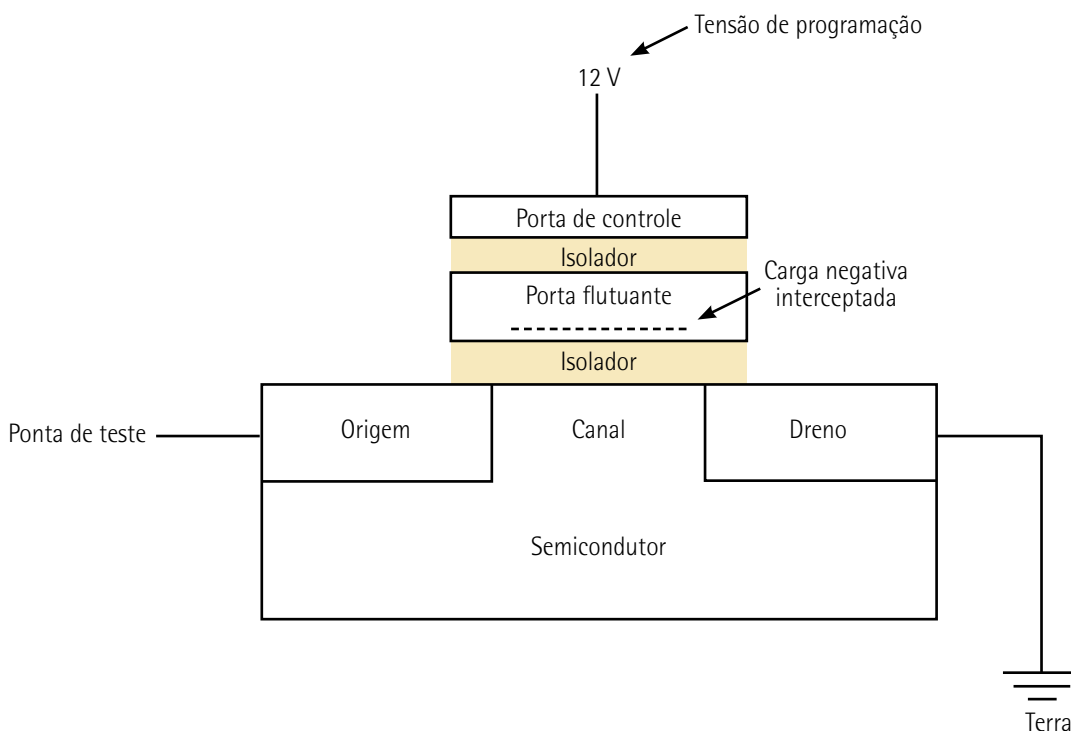 Tensão de programação
12 V
Porta de controle
Isolador
Porta flutuante
Carga negativa
interceptada
Isolador
Ponta de teste
Origem
Canal
Dreno
Semicondutor
Terra